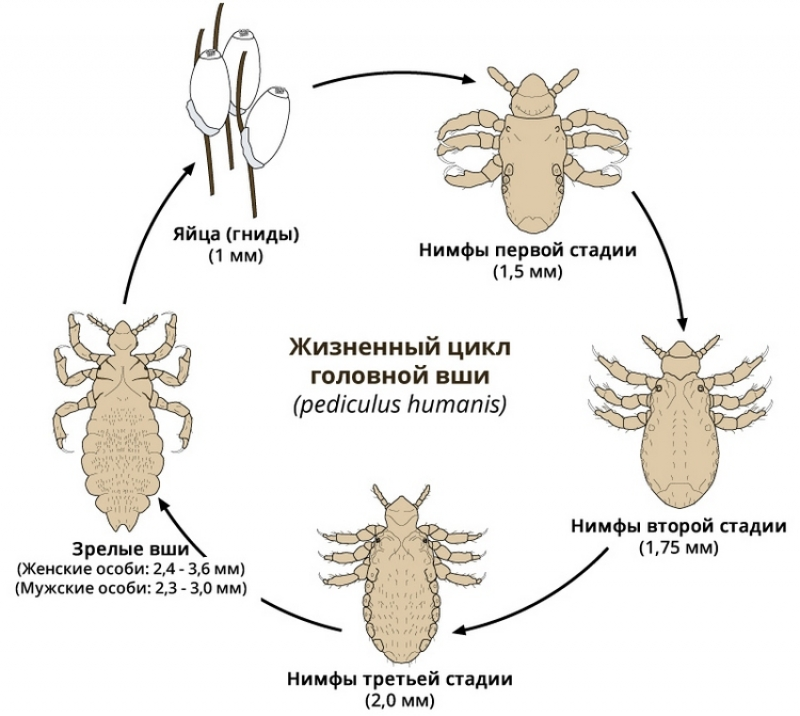 Яйца (гниды)
(1 мм)
Нимфы первой стадии
(1,5 мм)
Жизненный цикл
головной вши
(pediculus humanis)
Нимфы второй стадии
(1,75 мм)
Зрелые вши
(Женские особи: 2,4 - 3,6 мм)
(Мужские особи: 2,3 - 3,0 мм)
Нимфы третьей стадии
(2,0 мм)